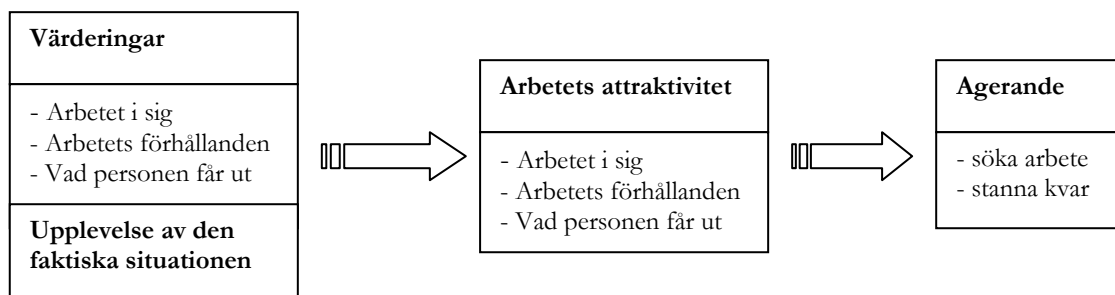 Värderingar
- Arbetet i sig
- Arbetets förhållanden
- Vad personen får ut
Upplevelse av den
faktiska situationen
Arbetets attraktivitet
- Arbetet i sig
- Arbetets förhållanden
- Vad personen får ut
Agerande
- söka arbete
- stanna kvar